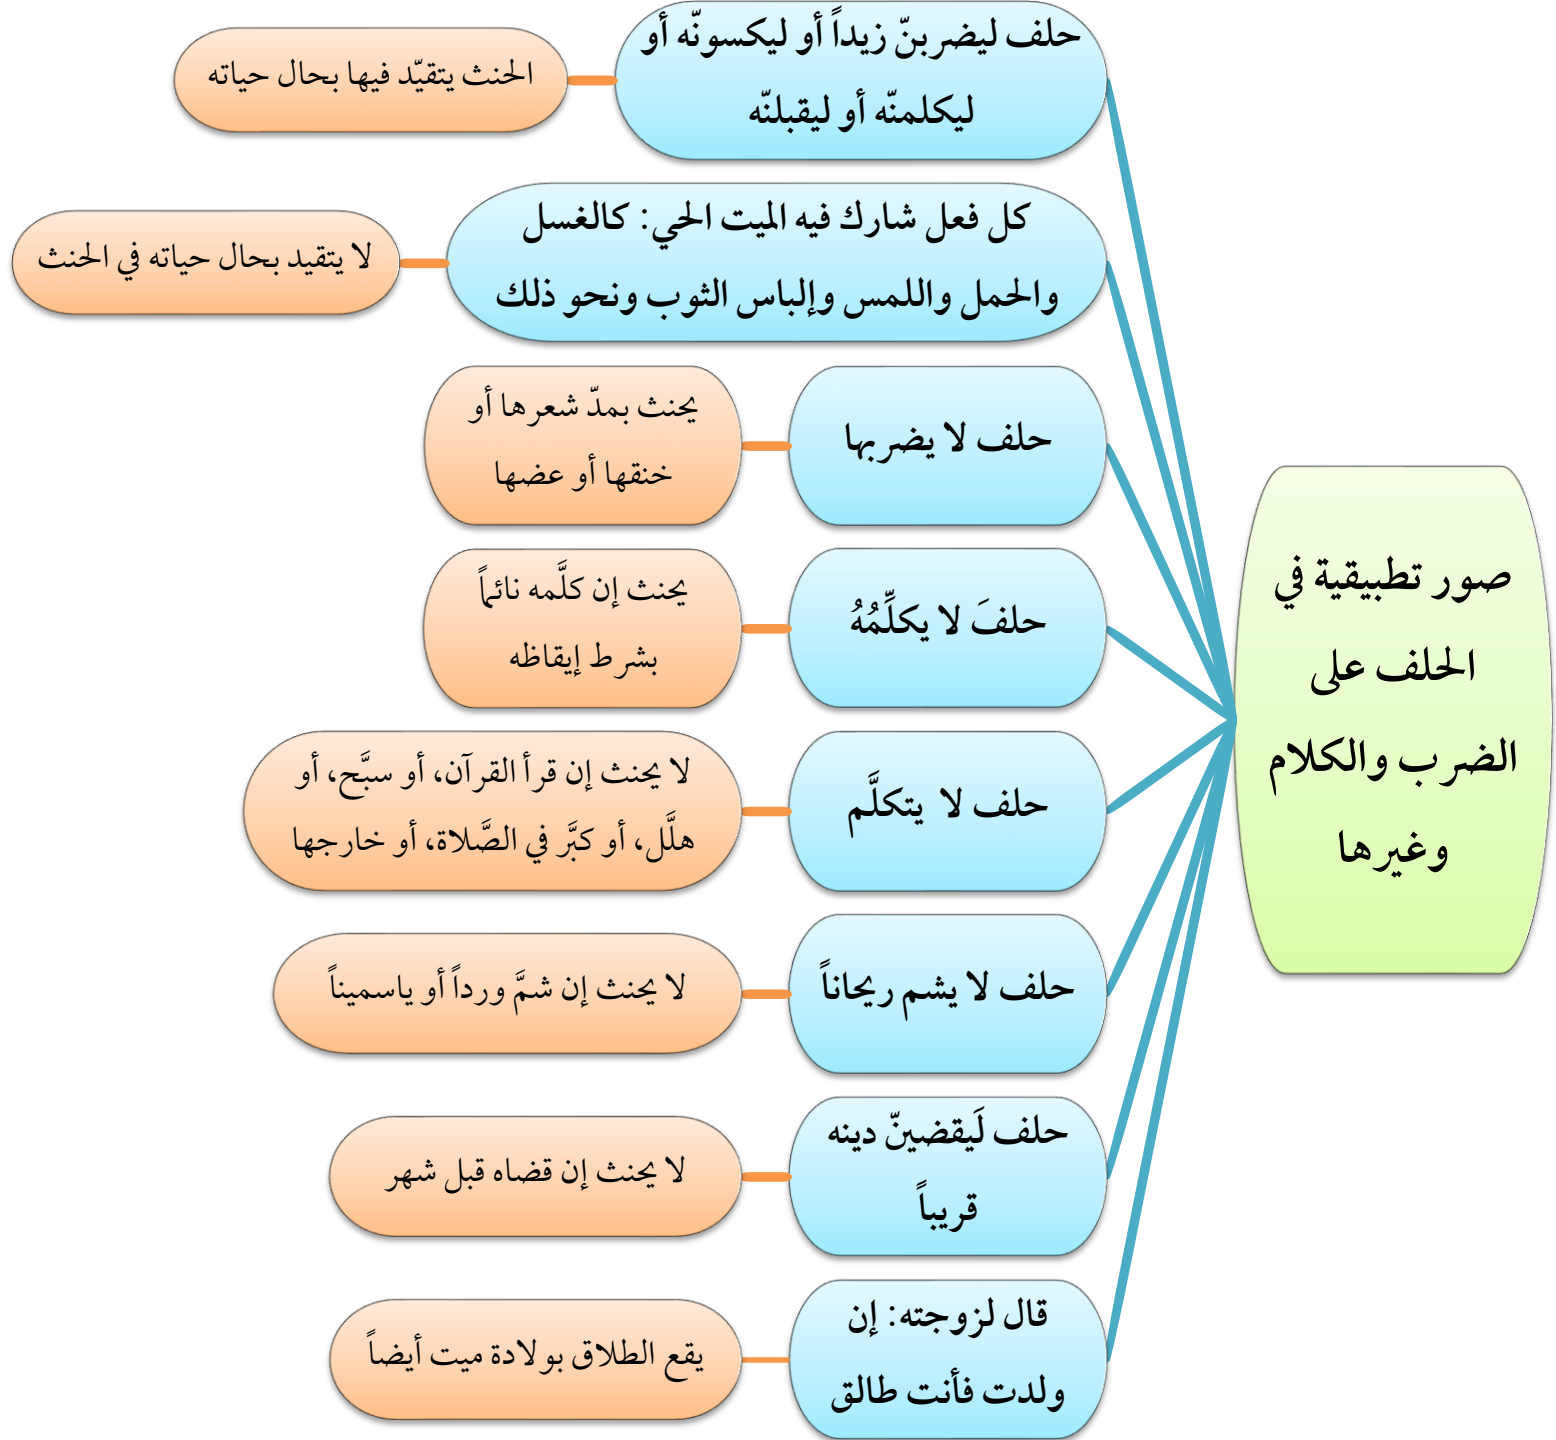 صور تطبيقية في
الحلف على
الضرب والكلام
وغيرها
حلف ليضربنّ زيداً أو ليكسونّه أو
ليكلمنّه أو ليقبلنّه
الحنث يتقيّد فيها بحال حياته
كل فعل شارك فيه الميت الحي: كالغسل
والحمل واللمس وإلباس الثوب ونحو ذلك
لا يتقيد بحال حياته في الحنث
حلف لا يضربها
يحنث بمدّ شعرها أو
خنقها أو عضها
حلفَ لا يكلِّمُهُ
يحنث إن كلَّمه نائماً
بشرط إيقاظه
حلف لا يتكلَّم
لا يحنث إن قرأ القرآن، أو سبَّح، أو
هلَّل، أو كبَّر في الصَّلاة، أو خارجها
حلف لا يشم ريحاناً
لا يحنث إن شمَّ ورداً أو ياسميناً
حلف لَيقضينّ دينه
قريباً
لا يحنث إن قضاه قبل شهر
قال لزوجته: إن
ولدت فأنت طالق
يقع الطلاق بولادة ميت أيضاً